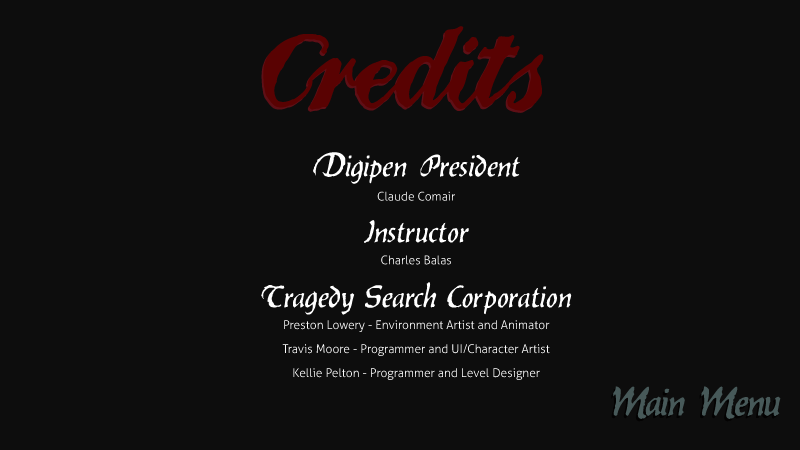 Credits
Digipen President
Claude Comair
Instructor
Charles Balas
Tragedy Search Corporation
Preston Lowery - Environment Artist and Animator
Travis Moore - Programmer and UI/Character Artist
Kellie Pelton - Programmer and Level Designer
Main Menu